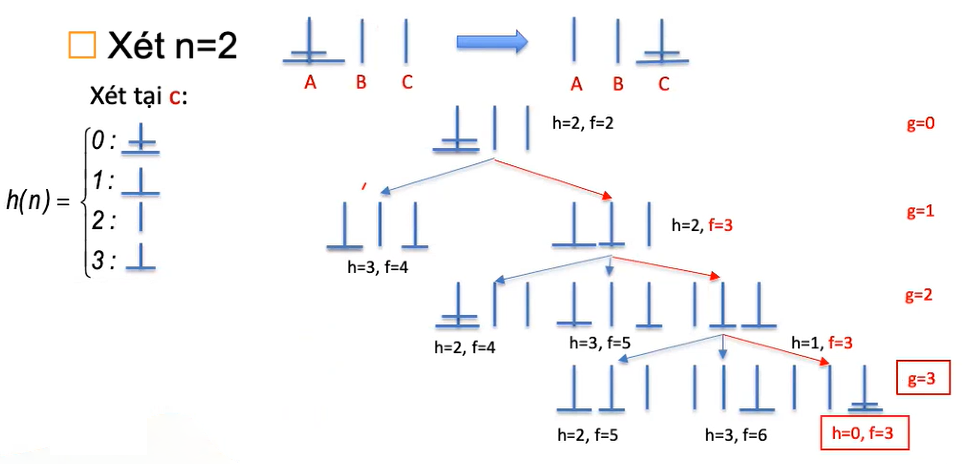 Xét n=2
A B C
A B C
Xét tại c:
h(n) =
0 :
1 :
2 :
3 :
h=2, f=2
g=0
h=3, f=4
h=2, f=3
g=1
h=2, f=4
h=3, f=5
h=1, f=3
g=2
h=2, f=5
h=3, f=6
h=0, f=3
g=3